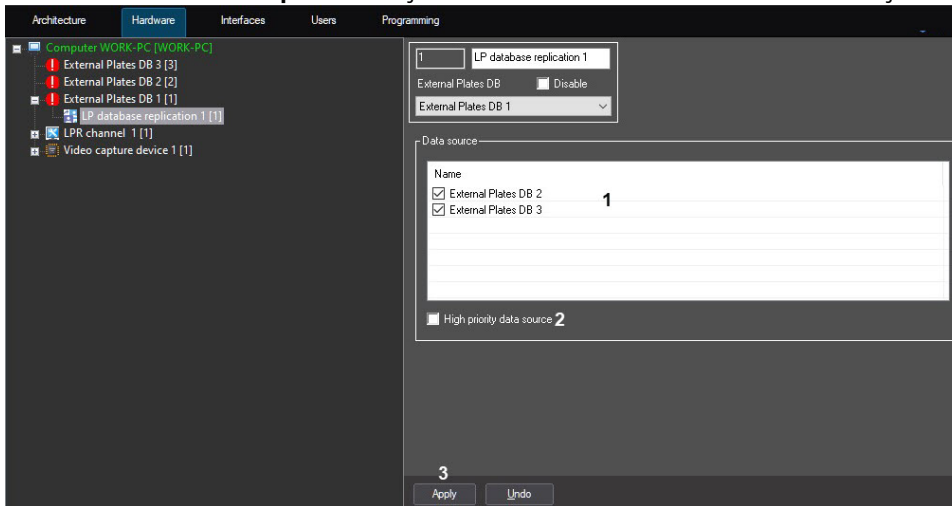 Architecture Hardware Interfaces Users Programming
Computer WORK-PC [WORK-PC]
External Plates DB 3 [3]
External Plates DB 2 [2]
External Plates DB 1 [1]
LP database replication 1 [1]
LPR channel 1 [1]
Video capture device 1 [1]
1 LP database replication 1
External Plates DB Disable
External Plates DB 1
Data source
Name
External Plates DB 2
External Plates DB 3
1
High priority data source 2
3
Apply Undo